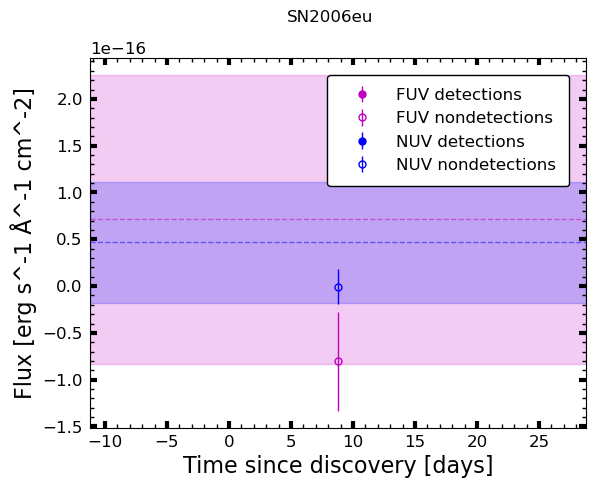 SN2006eu
1e−16
FUV detections
FUV nondetections
NUV detections
NUV nondetections
2.0
1.5
1.0
0.5
0.0
−0.5
−1.0
−1.5
Flux [erg s^-1 Å^-1 cm^-2]
−10 −5 0 5 10 15 20 25
Time since discovery [days]